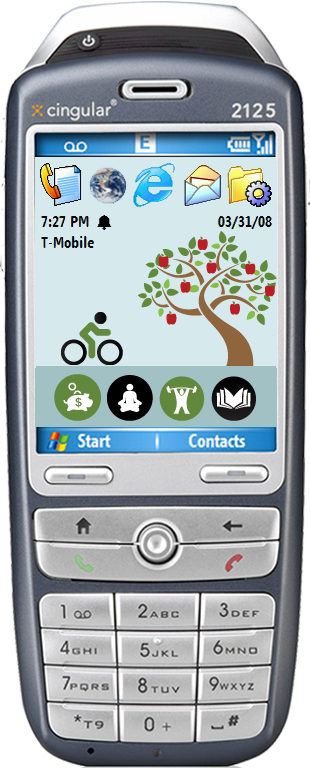 cingular®
2125
E
7:27 PM 03/31/08
T-Mobile
$
Start Contacts
1 2ABC 3DEF
4GHI 5JKL 6MNO
7PQRS 8TUV 9WXYZ
*T9 0 + #